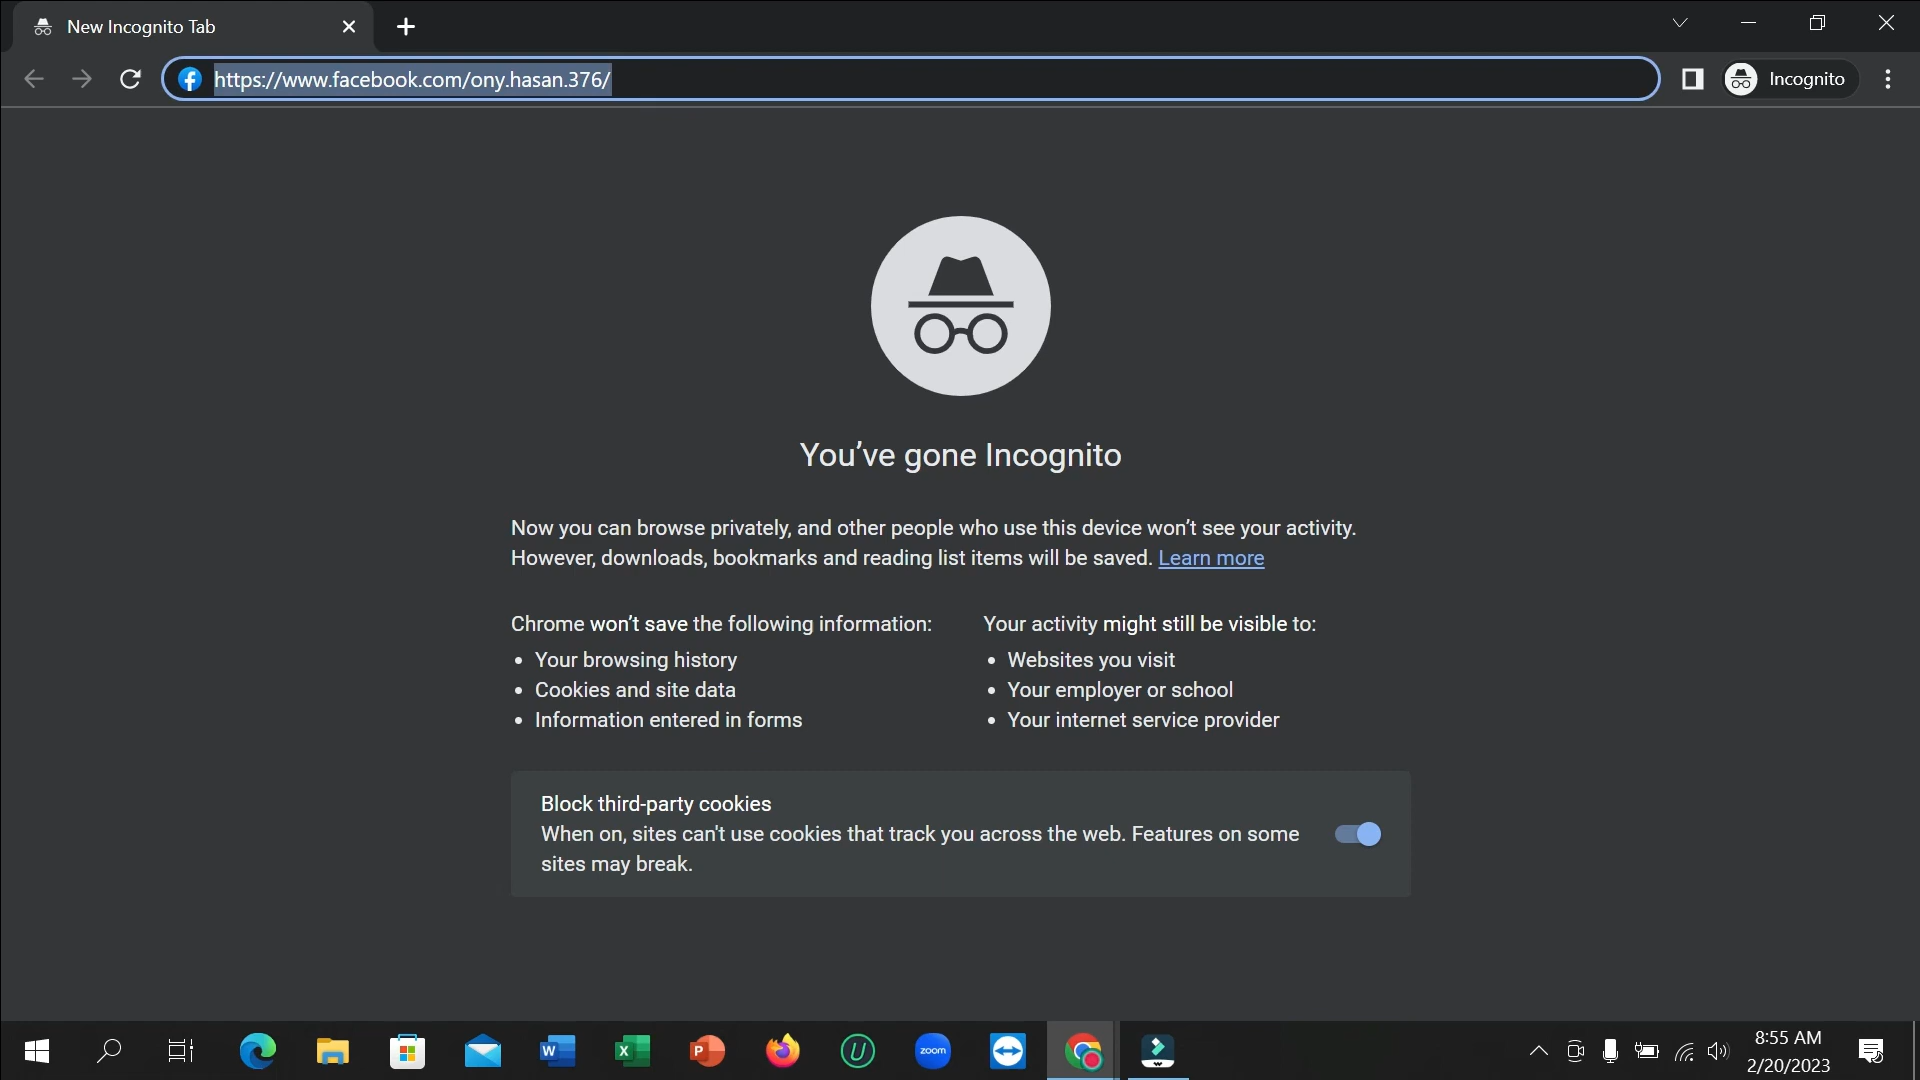 New Incognito Tab
https://www.facebook.com/ony.hasan.376/
Incognito
You've gone Incognito
Now you can browse privately, and other people who use this device won't see your activity.
However, downloads, bookmarks and reading list items will be saved. Learn more
Chrome won't save the following information:
Your browsing history
Cookies and site data
Information entered in forms
Your activity might still be visible to:
Websites you visit
Your employer or school
Your internet service provider
Block third-party cookies
When on, sites can't use cookies that track you across the web. Features on some
sites may break.
W
X
P
U
zoom
8:55 AM
2/20/2023